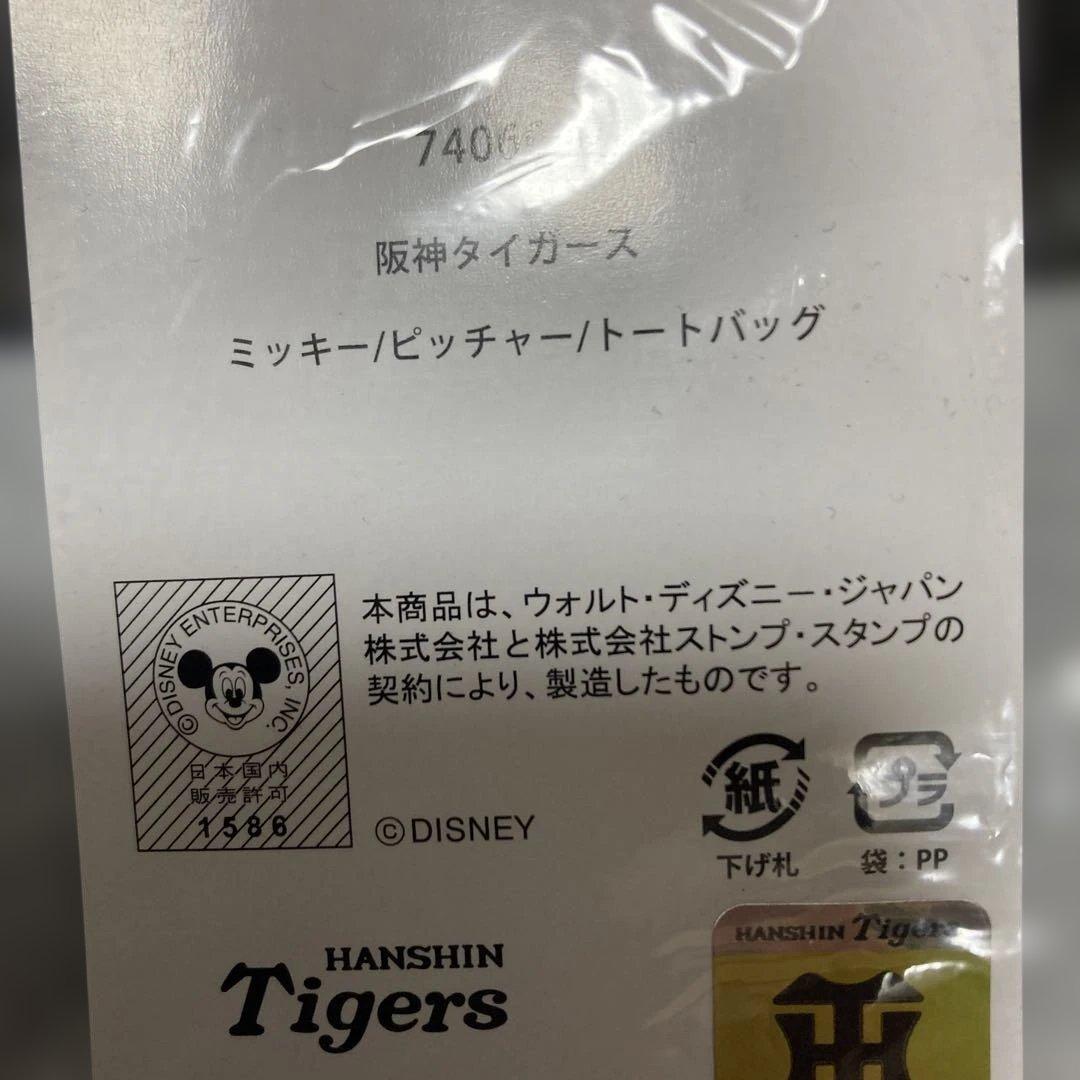 阪神タイガース
ミッキー/ピッチャー/トートバッグ
©DISNEY ENTERPRISES, INC.
日本国内
販売許可
1586
本商品は、ウォルト・ディズニー・ジャパン
株式会社と株式会社ストンプ・スタンプの
契約により、製造したものです。
©DISNEY
紙
下げ札
プラ
袋：PP
HANSHIN
Tigers
HANSHIN Tigers